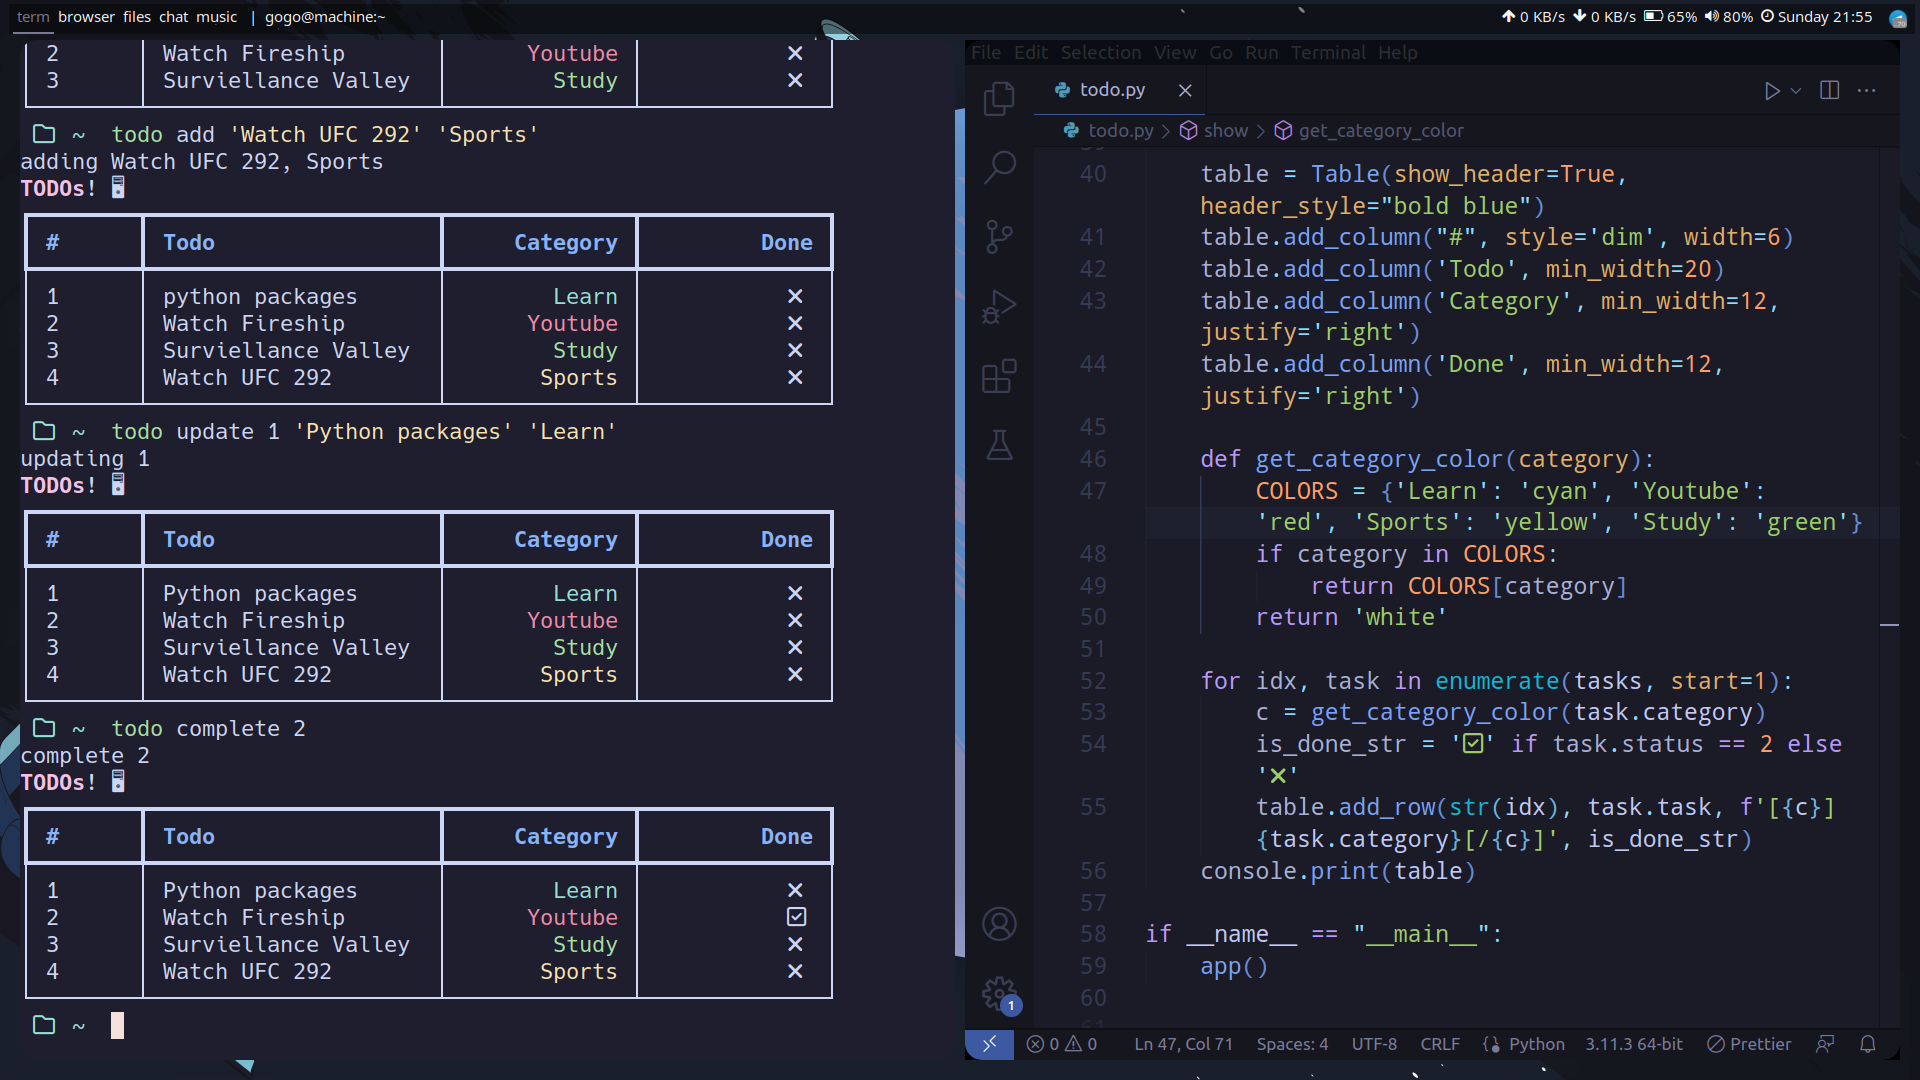 term browser files chat music | gogo@machine:~
0 KB/s 0 KB/s 65% 80% Sunday 21:55
2 Watch Fireship Youtube ✕
3 Surviellance Valley Study ✕
~ todo add 'Watch UFC 292' 'Sports'
adding Watch UFC 292, Sports
TODOs!
# Todo Category Done
1 python packages Learn ✕
2 Watch Fireship Youtube ✕
3 Surviellance Valley Study ✕
4 Watch UFC 292 Sports ✕
~ todo update 1 'Python packages' 'Learn'
updating 1
TODOs!
# Todo Category Done
1 Python packages Learn ✕
2 Watch Fireship Youtube ✕
3 Surviellance Valley Study ✕
4 Watch UFC 292 Sports ✕
~ todo complete 2
complete 2
TODOs!
# Todo Category Done
1 Python packages Learn ✕
2 Watch Fireship Youtube ☑
3 Surviellance Valley Study ✕
4 Watch UFC 292 Sports ✕
~
File Edit Selection View Go Run Terminal Help
todo.py
todo.py > show > get_category_color
40 table = Table(show_header=True,
header_style="bold blue")
41 table.add_column("#", style='dim', width=6)
42 table.add_column('Todo', min_width=20)
43 table.add_column('Category', min_width=12,
justify='right')
44 table.add_column('Done', min_width=12,
justify='right')
45
46 def get_category_color(category):
47 COLORS = {'Learn': 'cyan', 'Youtube':
'red', 'Sports': 'yellow', 'Study': 'green'}
48 if category in COLORS:
49 return COLORS[category]
50 return 'white'
51
52 for idx, task in enumerate(tasks, start=1):
53 c = get_category_color(task.category)
54 is_done_str = '☑' if task.status == 2 else
'✕'
55 table.add_row(str(idx), task.task, f'[{c}]
{task.category}[/{c}]', is_done_str)
56 console.print(table)
57
58 if __name__ == "__main__":
59 app()
60
1
0 0 Ln 47, Col 71 Spaces: 4 UTF-8 CRLF Python 3.11.3 64-bit Prettier